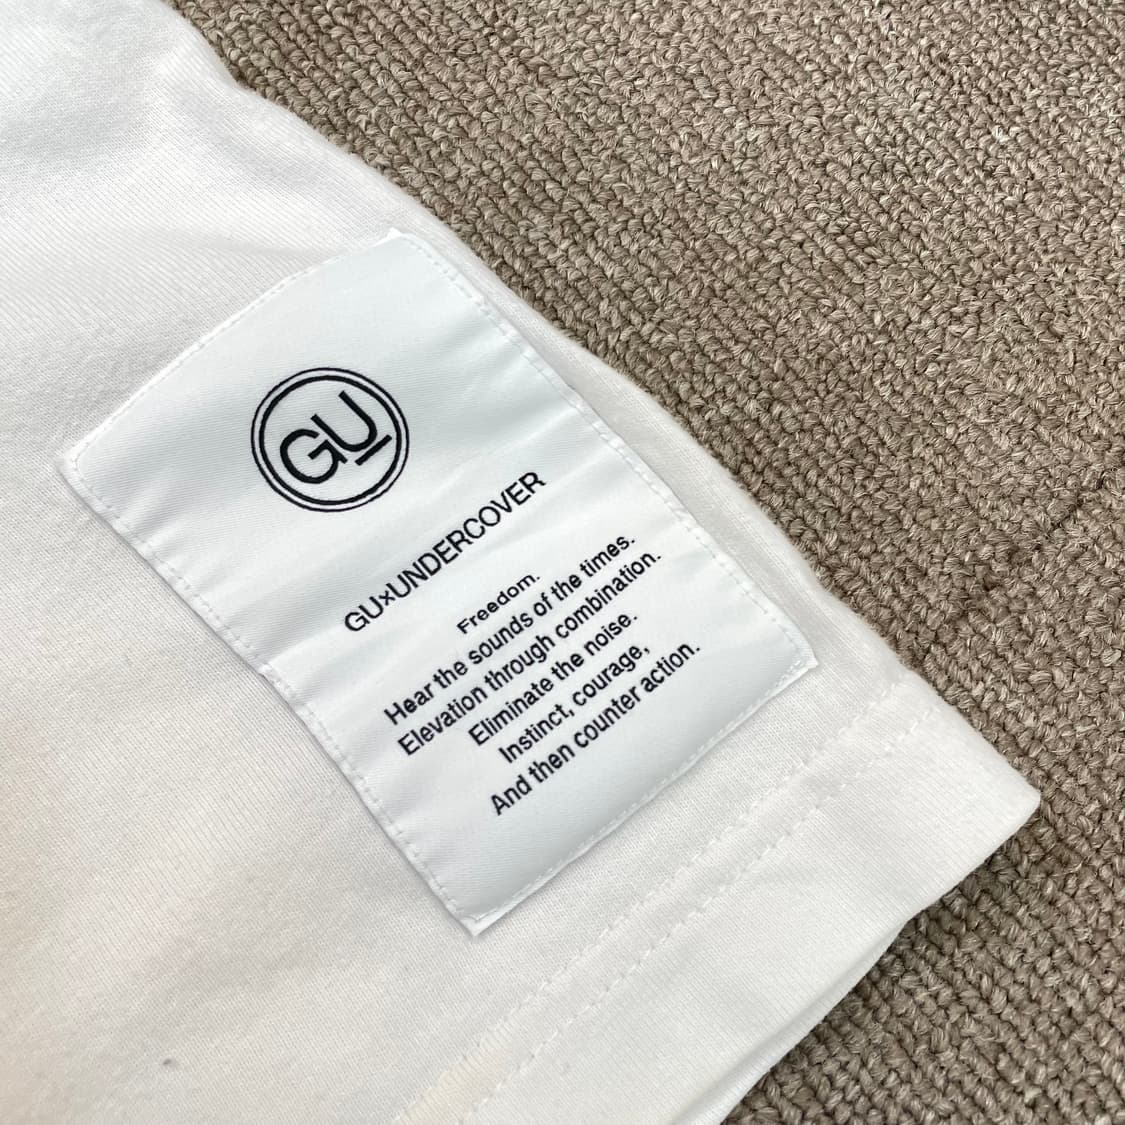 GU
GU×UNDERCOVER
Freedom.
Hear the sounds of the times.
Elevation through combination.
Eliminate the noise.
Instinct, courage,
And then counter action.